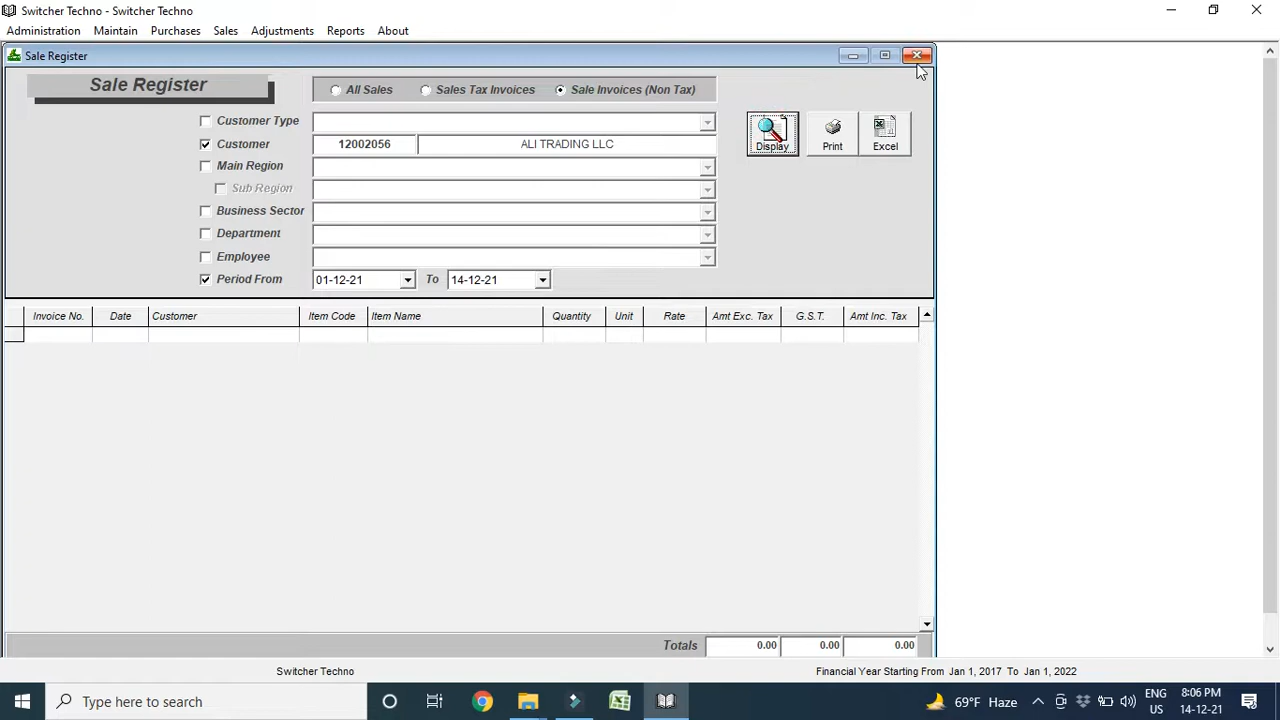 Switcher Techno - Switcher Techno
Administration Maintain Purchases Sales Adjustments Reports About
Sale Register
Sale Register
All Sales Sales Tax Invoices Sale Invoices (Non Tax)
Customer Type
Customer 12002056 ALI TRADING LLC
Display Print Excel
Main Region
Sub Region
Business Sector
Department
Employee
Period From 01-12-21 To 14-12-21
Invoice No. Date Customer Item Code Item Name Quantity Unit Rate Amt Exc. Tax G.S.T. Amt Inc. Tax
Totals 0.00 0.00 0.00
Switcher Techno Financial Year Starting From Jan 1, 2017 To Jan 1, 2022
Type here to search 69°F Haze ENG US 8:06 PM 14-12-21